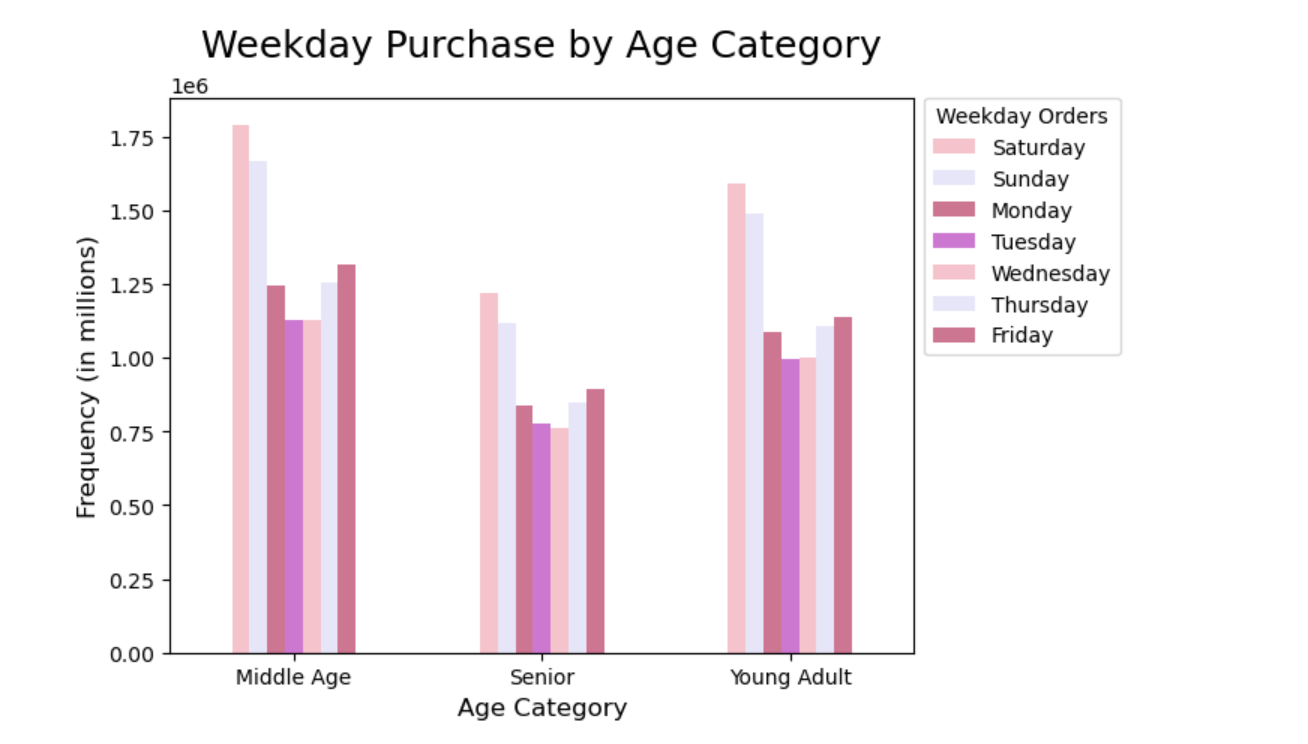 Weekday Purchase by Age Category
1e6
1.75
1.50
1.25
1.00
0.75
0.50
0.25
0.00
Frequency (in millions)
Middle Age
Senior
Young Adult
Age Category
Weekday Orders
Saturday
Sunday
Monday
Tuesday
Wednesday
Thursday
Friday